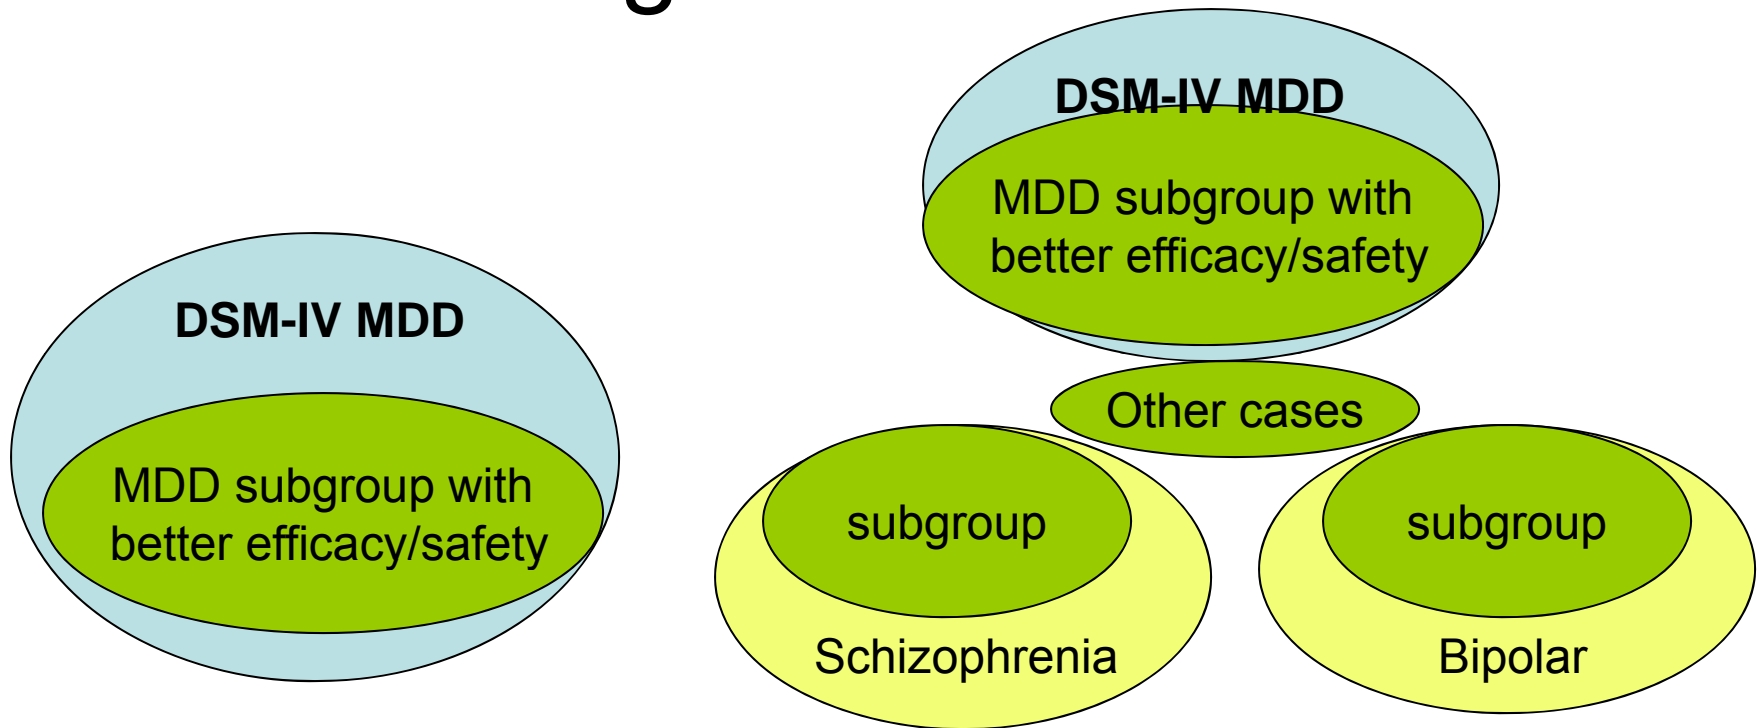 DSM-IV MDD
MDD subgroup with
better efficacy/safety
DSM-IV MDD
MDD subgroup with
better efficacy/safety
Other cases
subgroup
Schizophrenia
subgroup
Bipolar